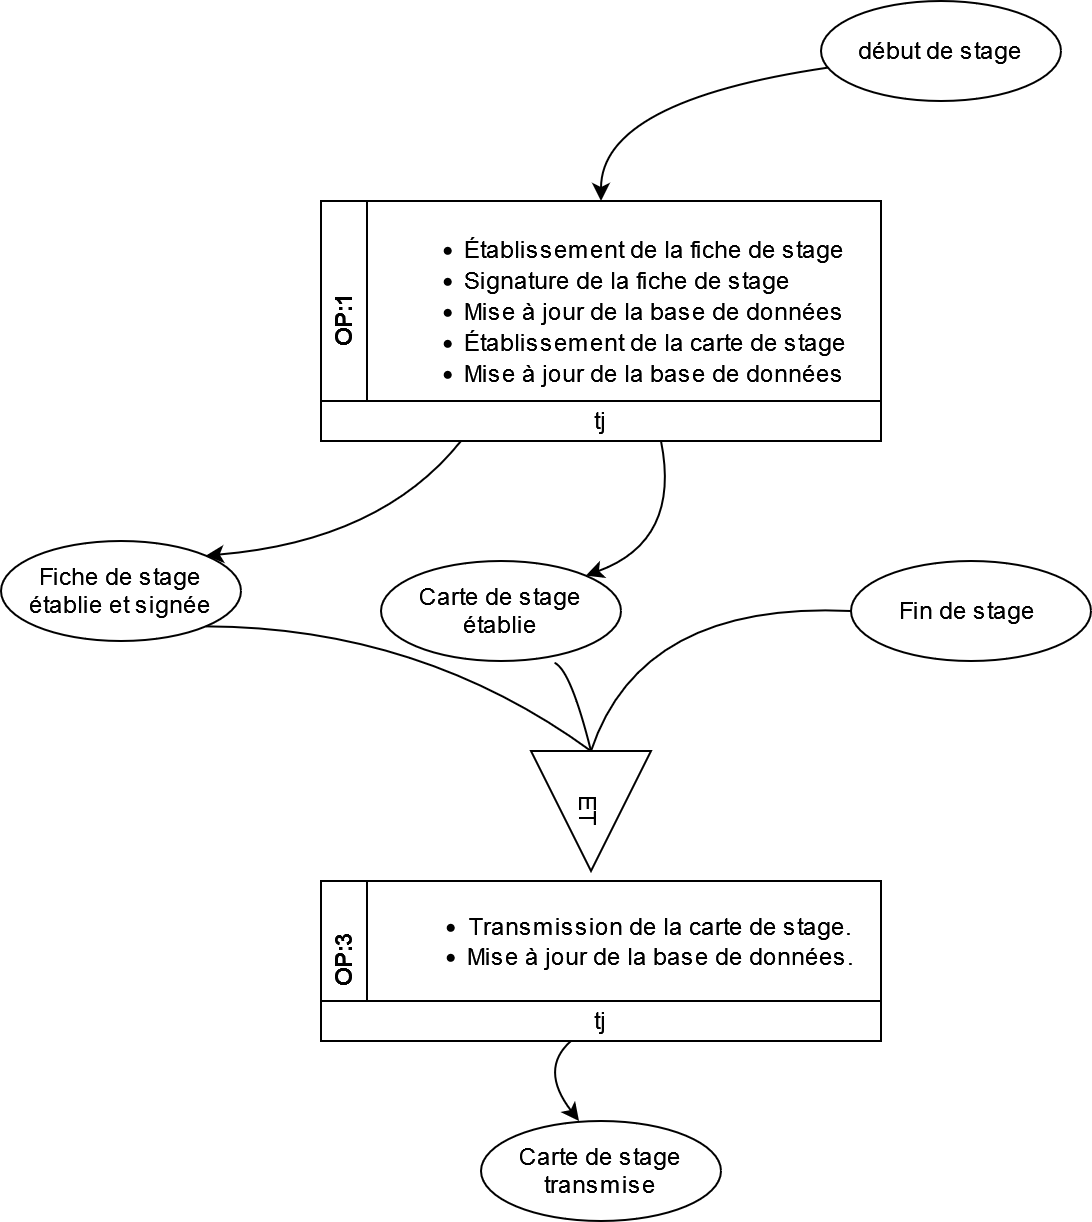 début de stage
OP:1
• Établissement de la fiche de stage
• Signature de la fiche de stage
• Mise à jour de la base de données
• Établissement de la carte de stage
• Mise à jour de la base de données
tj
Fiche de stage
établie et signée
Carte de stage
établie
Fin de stage
ET
OP:3
• Transmission de la carte de stage.
• Mise à jour de la base de données.
tj
Carte de stage
transmise